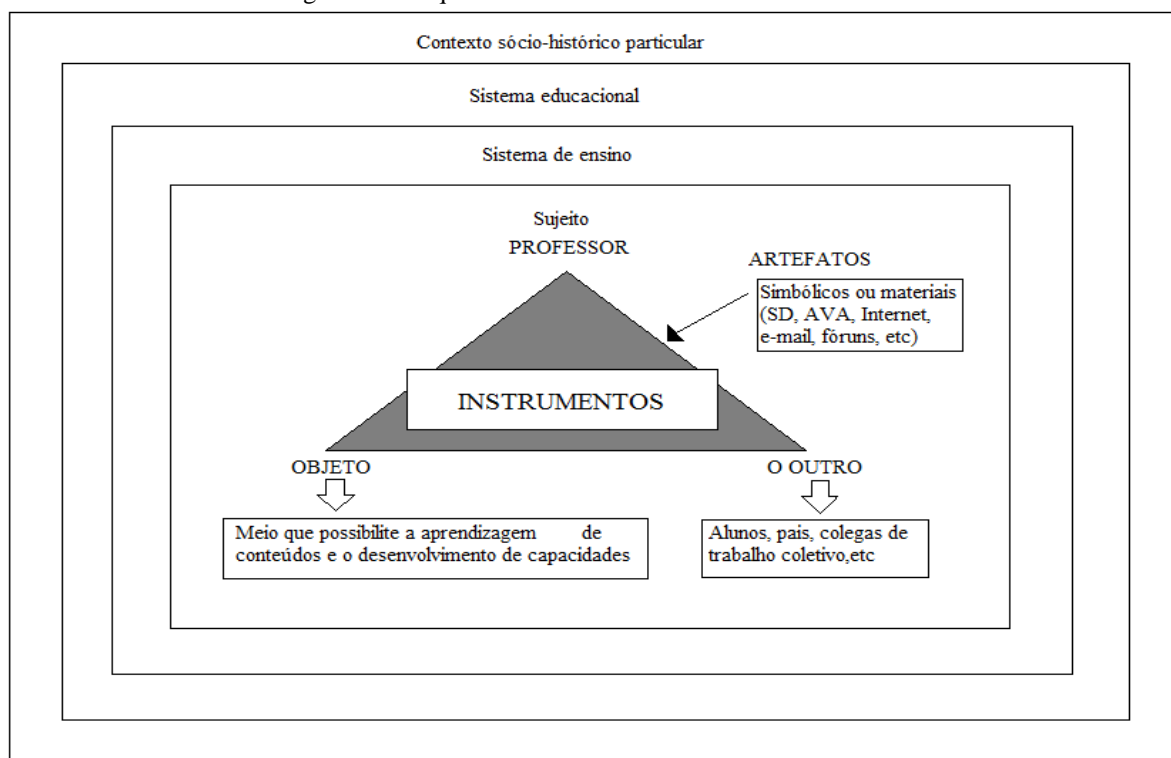 Contexto sócio-histórico particular
Sistema educacional
Sistema de ensino
Sujeito
PROFESSOR
ARTEFATOS
Simbólicos ou materiais
(SD, AVA, Internet,
e-mail, fóruns, etc)
INSTRUMENTOS
OBJETO
O OUTRO
Meio que possibilite a aprendizagem de
conteúdos e o desenvolvimento de capacidades
Alunos, pais, colegas de
trabalho coletivo,etc